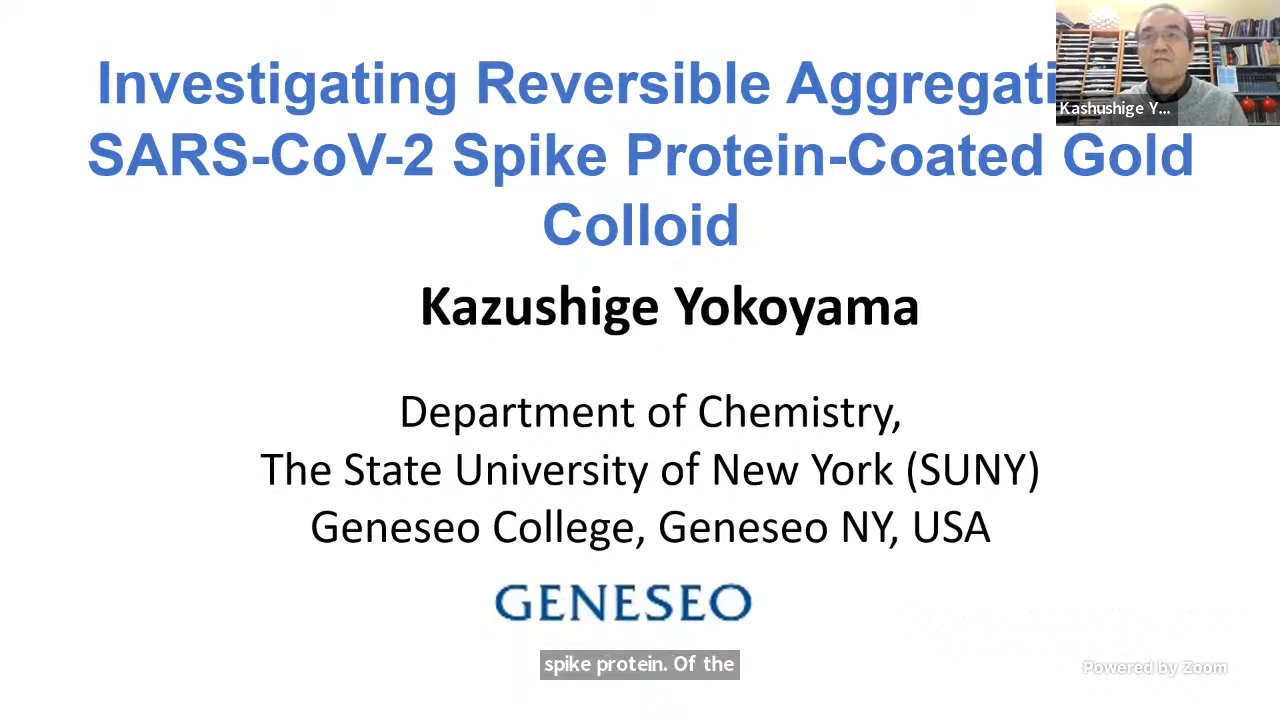 Investigating Reversible Aggregati
SARS-CoV-2 Spike Protein-Coated Gold
Colloid
Kashushige Y...
Kazushige Yokoyama
Department of Chemistry,
The State University of New York (SUNY)
Geneseo College, Geneseo NY, USA
GENESEO
spike protein. Of the
Powered by Zoom